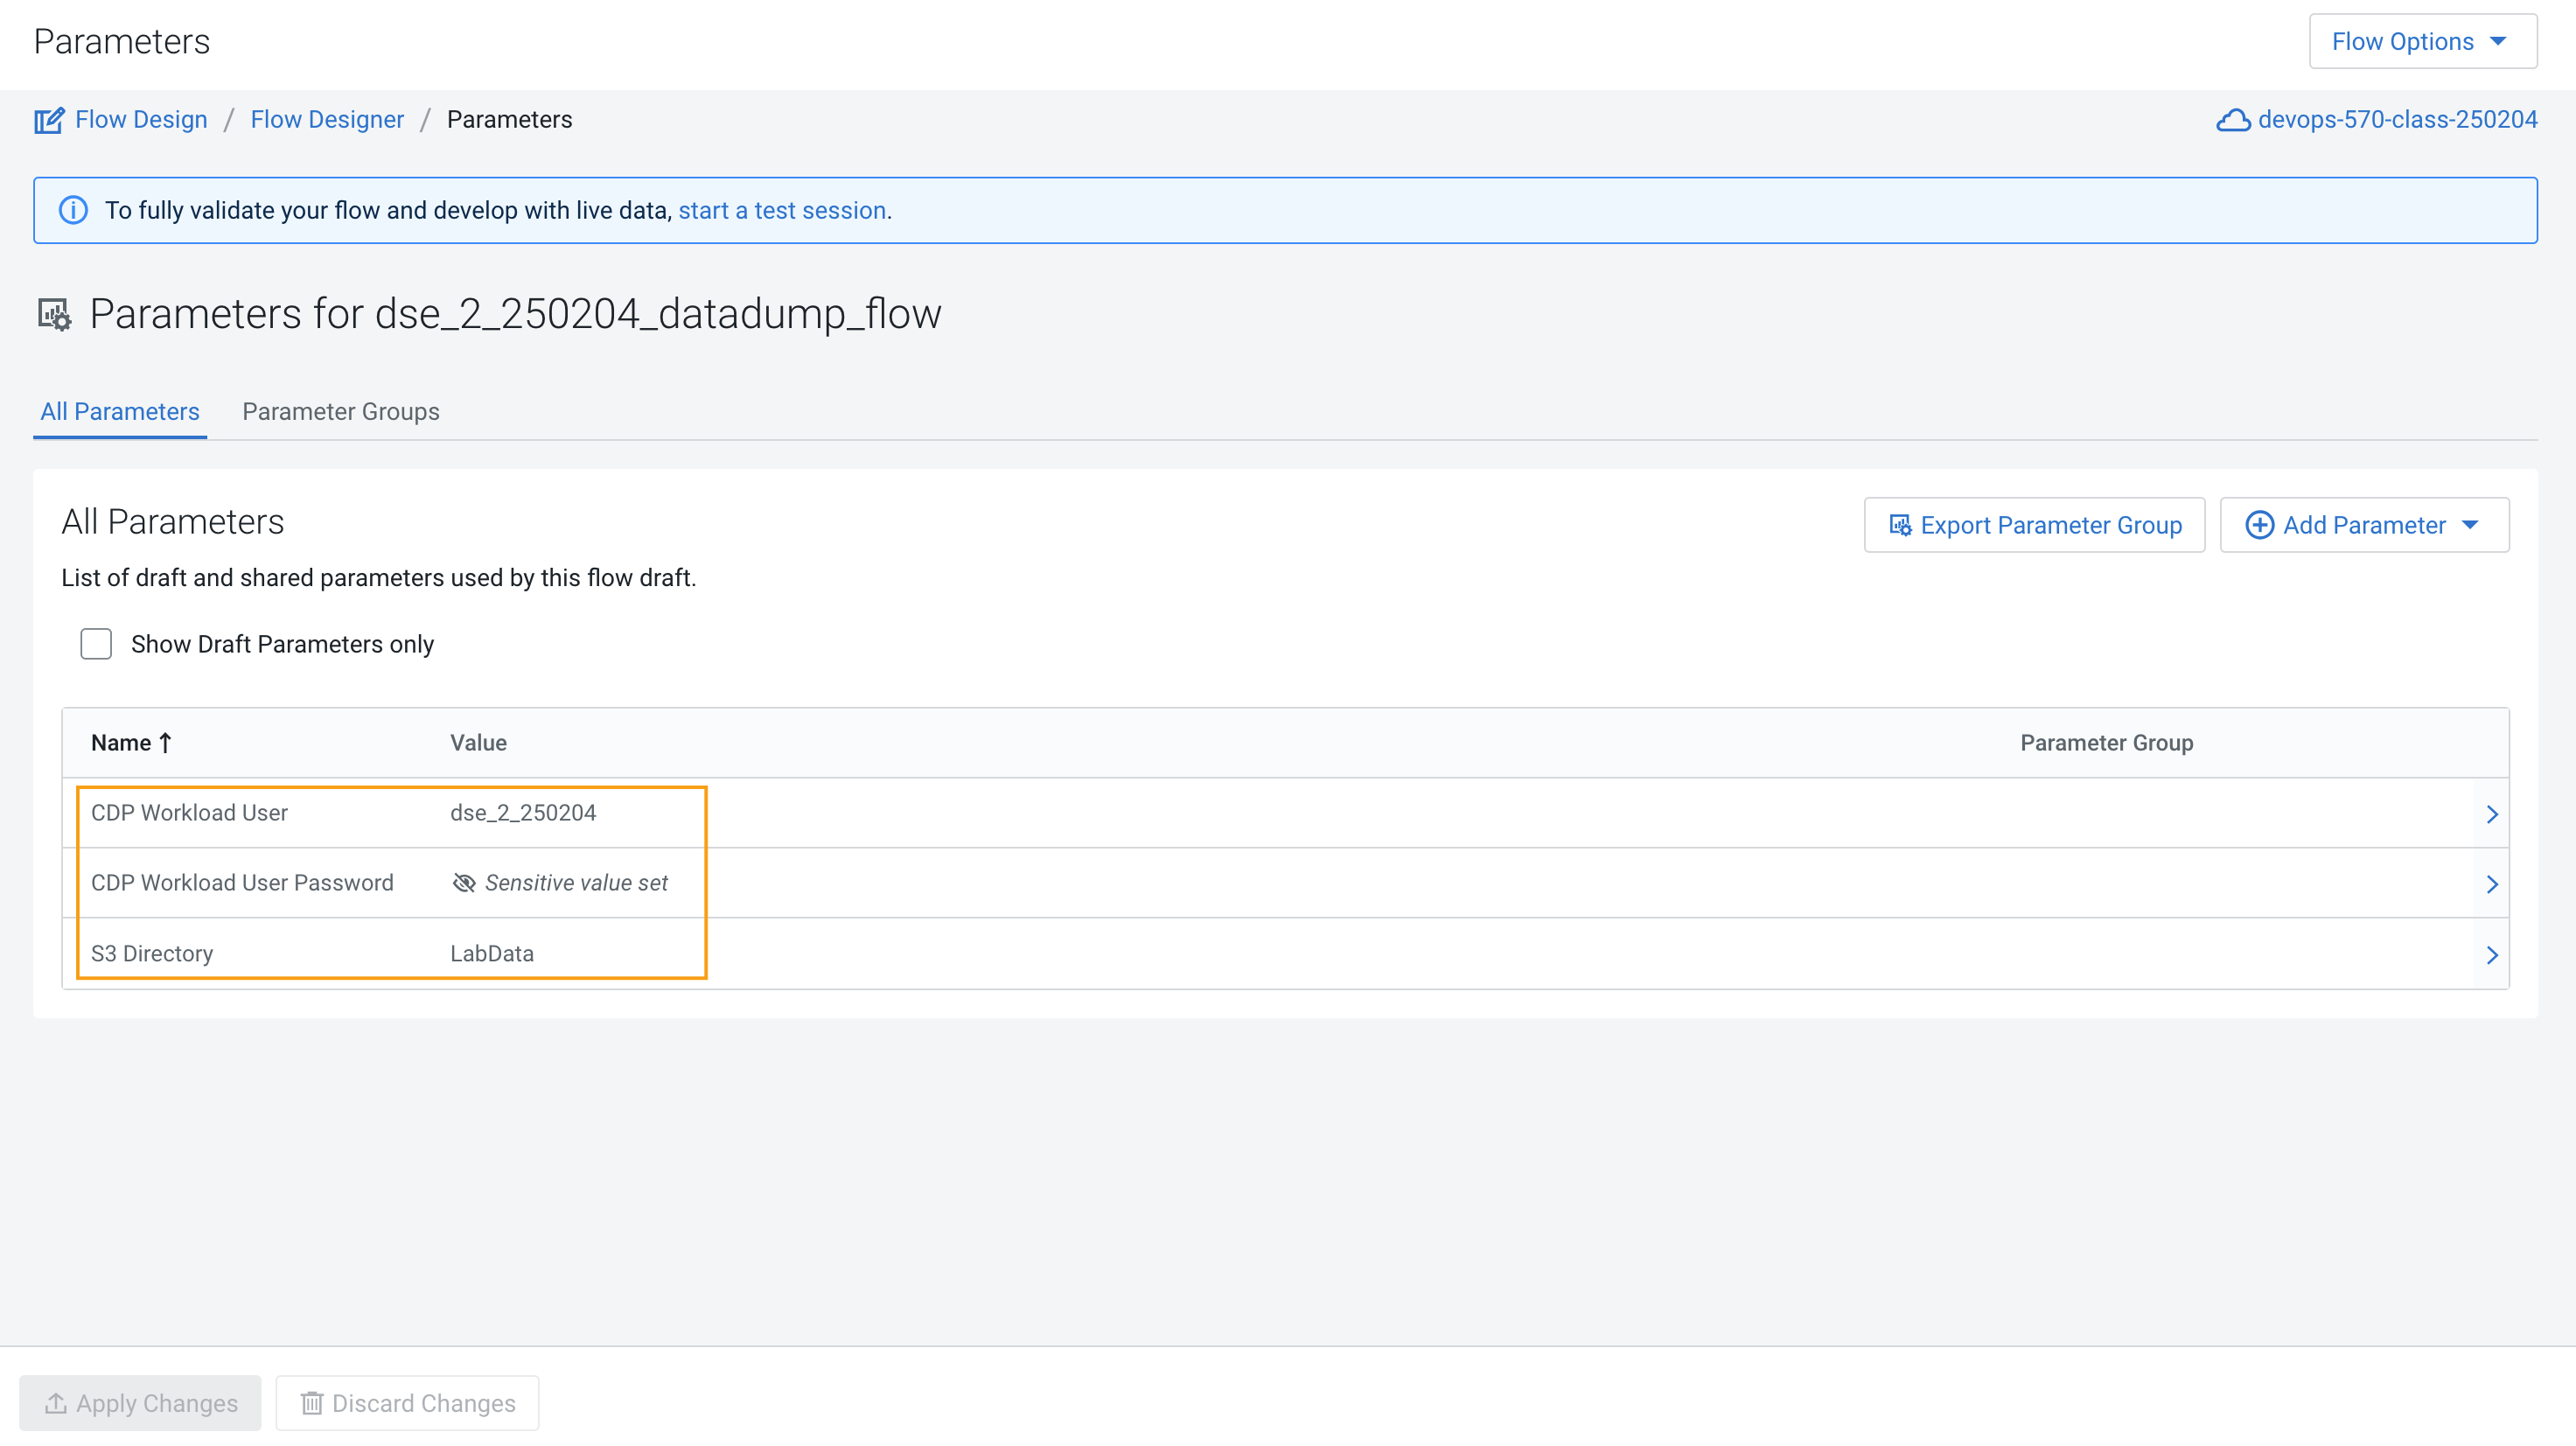 Parameters
Flow Options
Flow Design / Flow Designer / Parameters
devops-570-class-250204
To fully validate your flow and develop with live data, start a test session.
Parameters for dse_2_250204_datadump_flow
All Parameters Parameter Groups
All Parameters
Export Parameter Group
Add Parameter
List of draft and shared parameters used by this flow draft.
Show Draft Parameters only
Name ↑ Value Parameter Group
CDP Workload User dse_2_250204
CDP Workload User Password Sensitive value set
S3 Directory LabData
Apply Changes Discard Changes